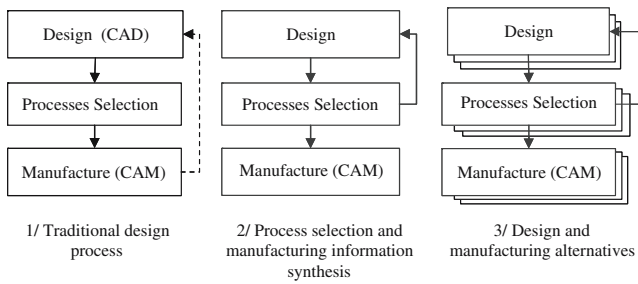 Design (CAD)
Processes Selection
Manufacture (CAM)
1/ Traditional design
process
Design
Processes Selection
Manufacture (CAM)
2/ Process selection and
manufacturing information
synthesis
Design
Processes Selection
Manufacture (CAM)
3/ Design and
manufacturing alternatives